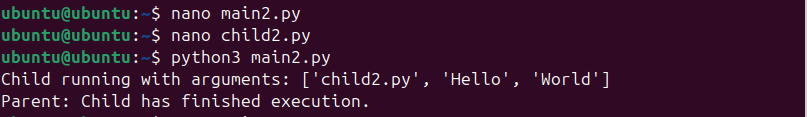 ubuntu@ubuntu:~$ nano main2.py
ubuntu@ubuntu:~$ nano child2.py
ubuntu@ubuntu:~$ python3 main2.py
Child running with arguments: ['child2.py', 'Hello', 'World']
Parent: Child has finished execution.